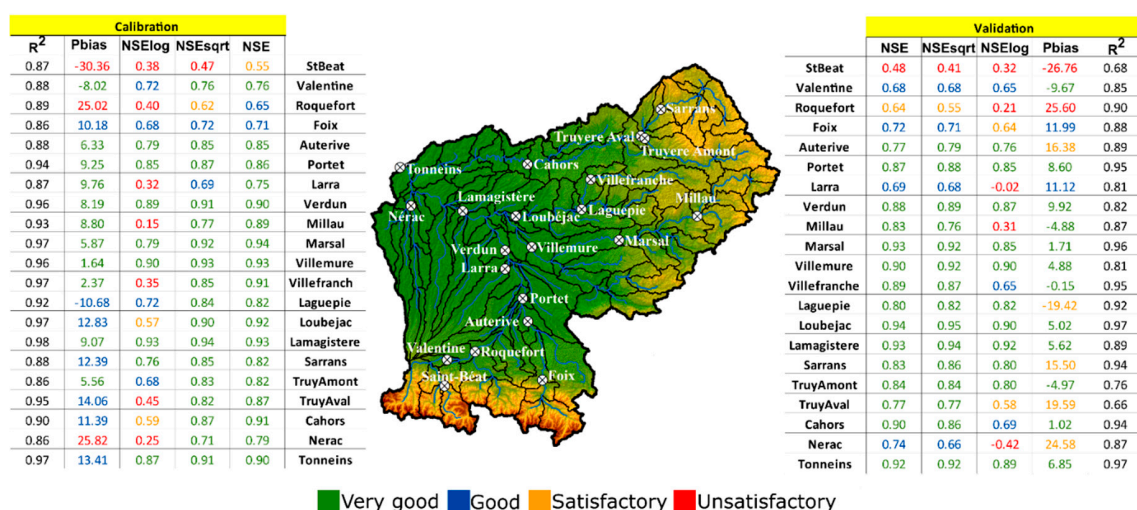 Calibration
R2 Pbias NSElog NSEsqrt NSE
0.87 -30.36 0.38 0.47 0.55 StBeat
0.88 -8.02 0.72 0.76 0.76 Valentine
0.89 25.02 0.40 0.62 0.65 Roquefort
0.86 10.18 0.68 0.72 0.71 Foix
0.88 6.33 0.79 0.85 0.85 Auterive
0.94 9.25 0.85 0.87 0.86 Portet
0.87 9.76 0.32 0.69 0.75 Larra
0.96 8.19 0.89 0.91 0.90 Verdun
0.93 8.80 0.15 0.77 0.89 Millau
0.97 5.87 0.79 0.92 0.94 Marsal
0.96 1.64 0.90 0.93 0.93 Villemure
0.97 2.37 0.35 0.85 0.91 Villefranch
0.92 -10.68 0.72 0.84 0.82 Laguepie
0.97 12.83 0.57 0.90 0.92 Loubejac
0.98 9.07 0.93 0.94 0.93 Lamagistere
0.88 12.39 0.76 0.85 0.82 Sarrans
0.86 5.56 0.68 0.83 0.82 TruyAmont
0.95 14.06 0.45 0.82 0.87 TruyAval
0.90 11.39 0.59 0.87 0.91 Cahors
0.86 25.82 0.25 0.71 0.79 Nerac
0.97 13.41 0.87 0.91 0.90 Tonneins
Sarrans
Truyere Aval
Truyere Amont
Tonneins
Cahors
Villefranche
Lamagistère
Millau
Nérac
Loubéjac
Laguepie
Verdun
Villemure
Marsal
Larra
Portet
Auterive
Valentine
Roquefort
Saint-Béat
Foix
Validation
NSE NSEsqrt NSElog Pbias R2
StBeat 0.48 0.41 0.32 -26.76 0.68
Valentine 0.68 0.68 0.65 -9.67 0.85
Roquefort 0.64 0.55 0.21 25.60 0.90
Foix 0.72 0.71 0.64 11.99 0.88
Auterive 0.77 0.79 0.76 16.38 0.89
Portet 0.87 0.88 0.85 8.60 0.95
Larra 0.69 0.68 -0.02 11.12 0.81
Verdun 0.88 0.89 0.87 9.92 0.82
Millau 0.83 0.76 0.31 -4.88 0.87
Marsal 0.93 0.92 0.85 1.71 0.96
Villemure 0.90 0.92 0.90 4.88 0.81
Villefranche 0.89 0.87 0.65 -0.15 0.95
Laguepie 0.80 0.82 0.82 -19.42 0.92
Loubejac 0.94 0.95 0.90 5.02 0.97
Lamagistere 0.93 0.94 0.92 5.62 0.89
Sarrans 0.83 0.86 0.80 15.50 0.94
TruyAmont 0.84 0.84 0.80 -4.97 0.76
TruyAval 0.77 0.77 0.58 19.59 0.66
Cahors 0.90 0.86 0.69 1.02 0.94
Nerac 0.74 0.66 -0.42 24.58 0.87
Tonneins 0.92 0.92 0.89 6.85 0.97
Very good Good Satisfactory Unsatisfactory